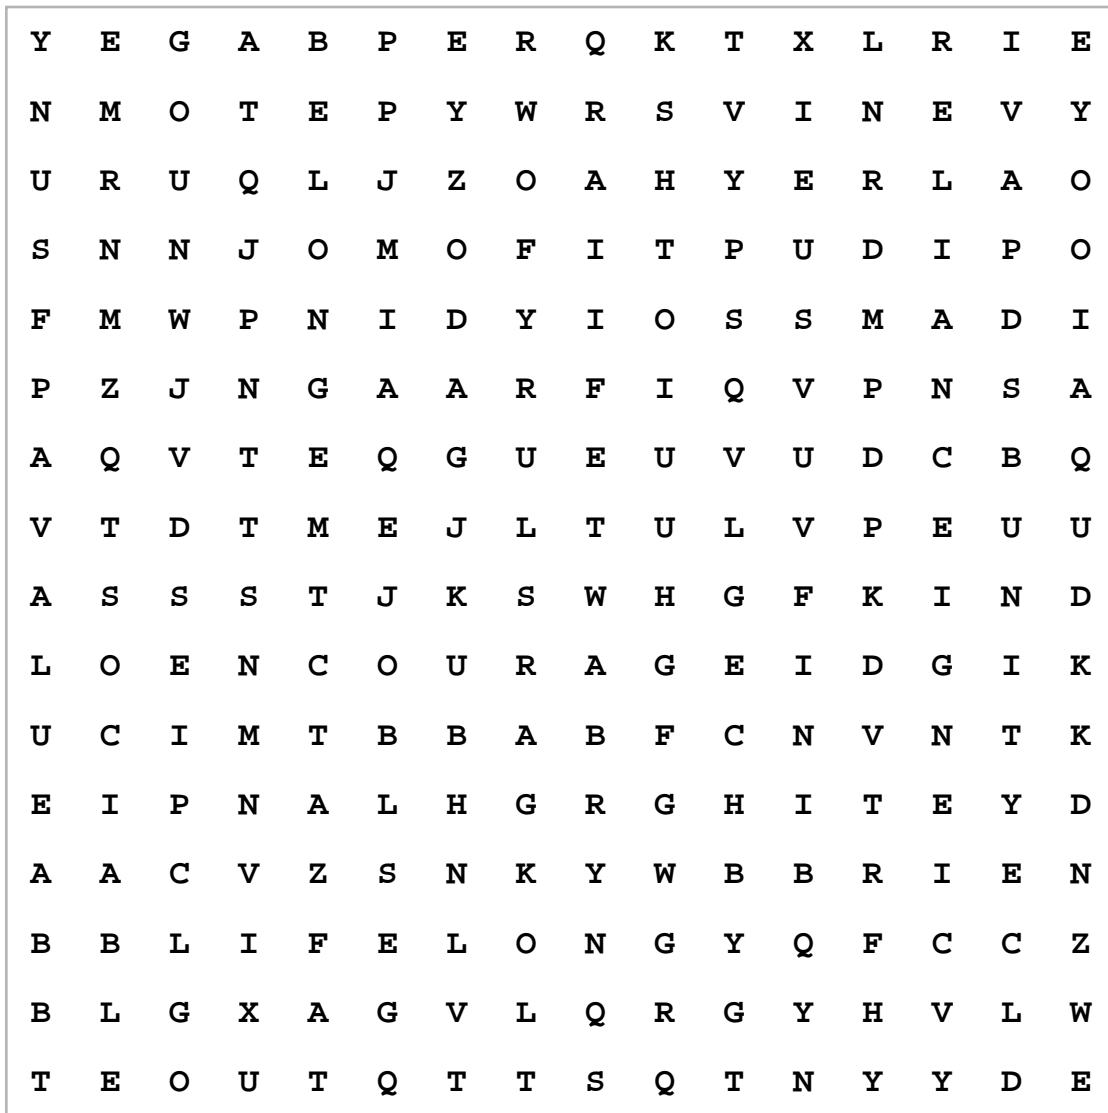 Y E G A B P E R Q K T X L R I E
N M O T E P Y W R S V I N E V Y
U R U Q L J Z O A H Y E R L A O
S N N J O M O F I T P U D I P O
F M W P N I D Y I O S S M A D I
P Z J N G A A R F I Q V P N S A
A Q V T E Q G U E U V U D C B Q
V T D T M E J L T U L V P E U U
A S S S T J K S W H G F K I N D
L O E N C O U R A G E I D G I K
U C I M T B B A B F C N V N T K
E I P N A L H G R G H I T E Y D
A A C V Z S N K Y W B B R I E N
B B L I F E L O N G Y Q F C C Z
B L G X A G V L Q R G Y H V L W
T E O U T Q T T S Q T N Y Y D E